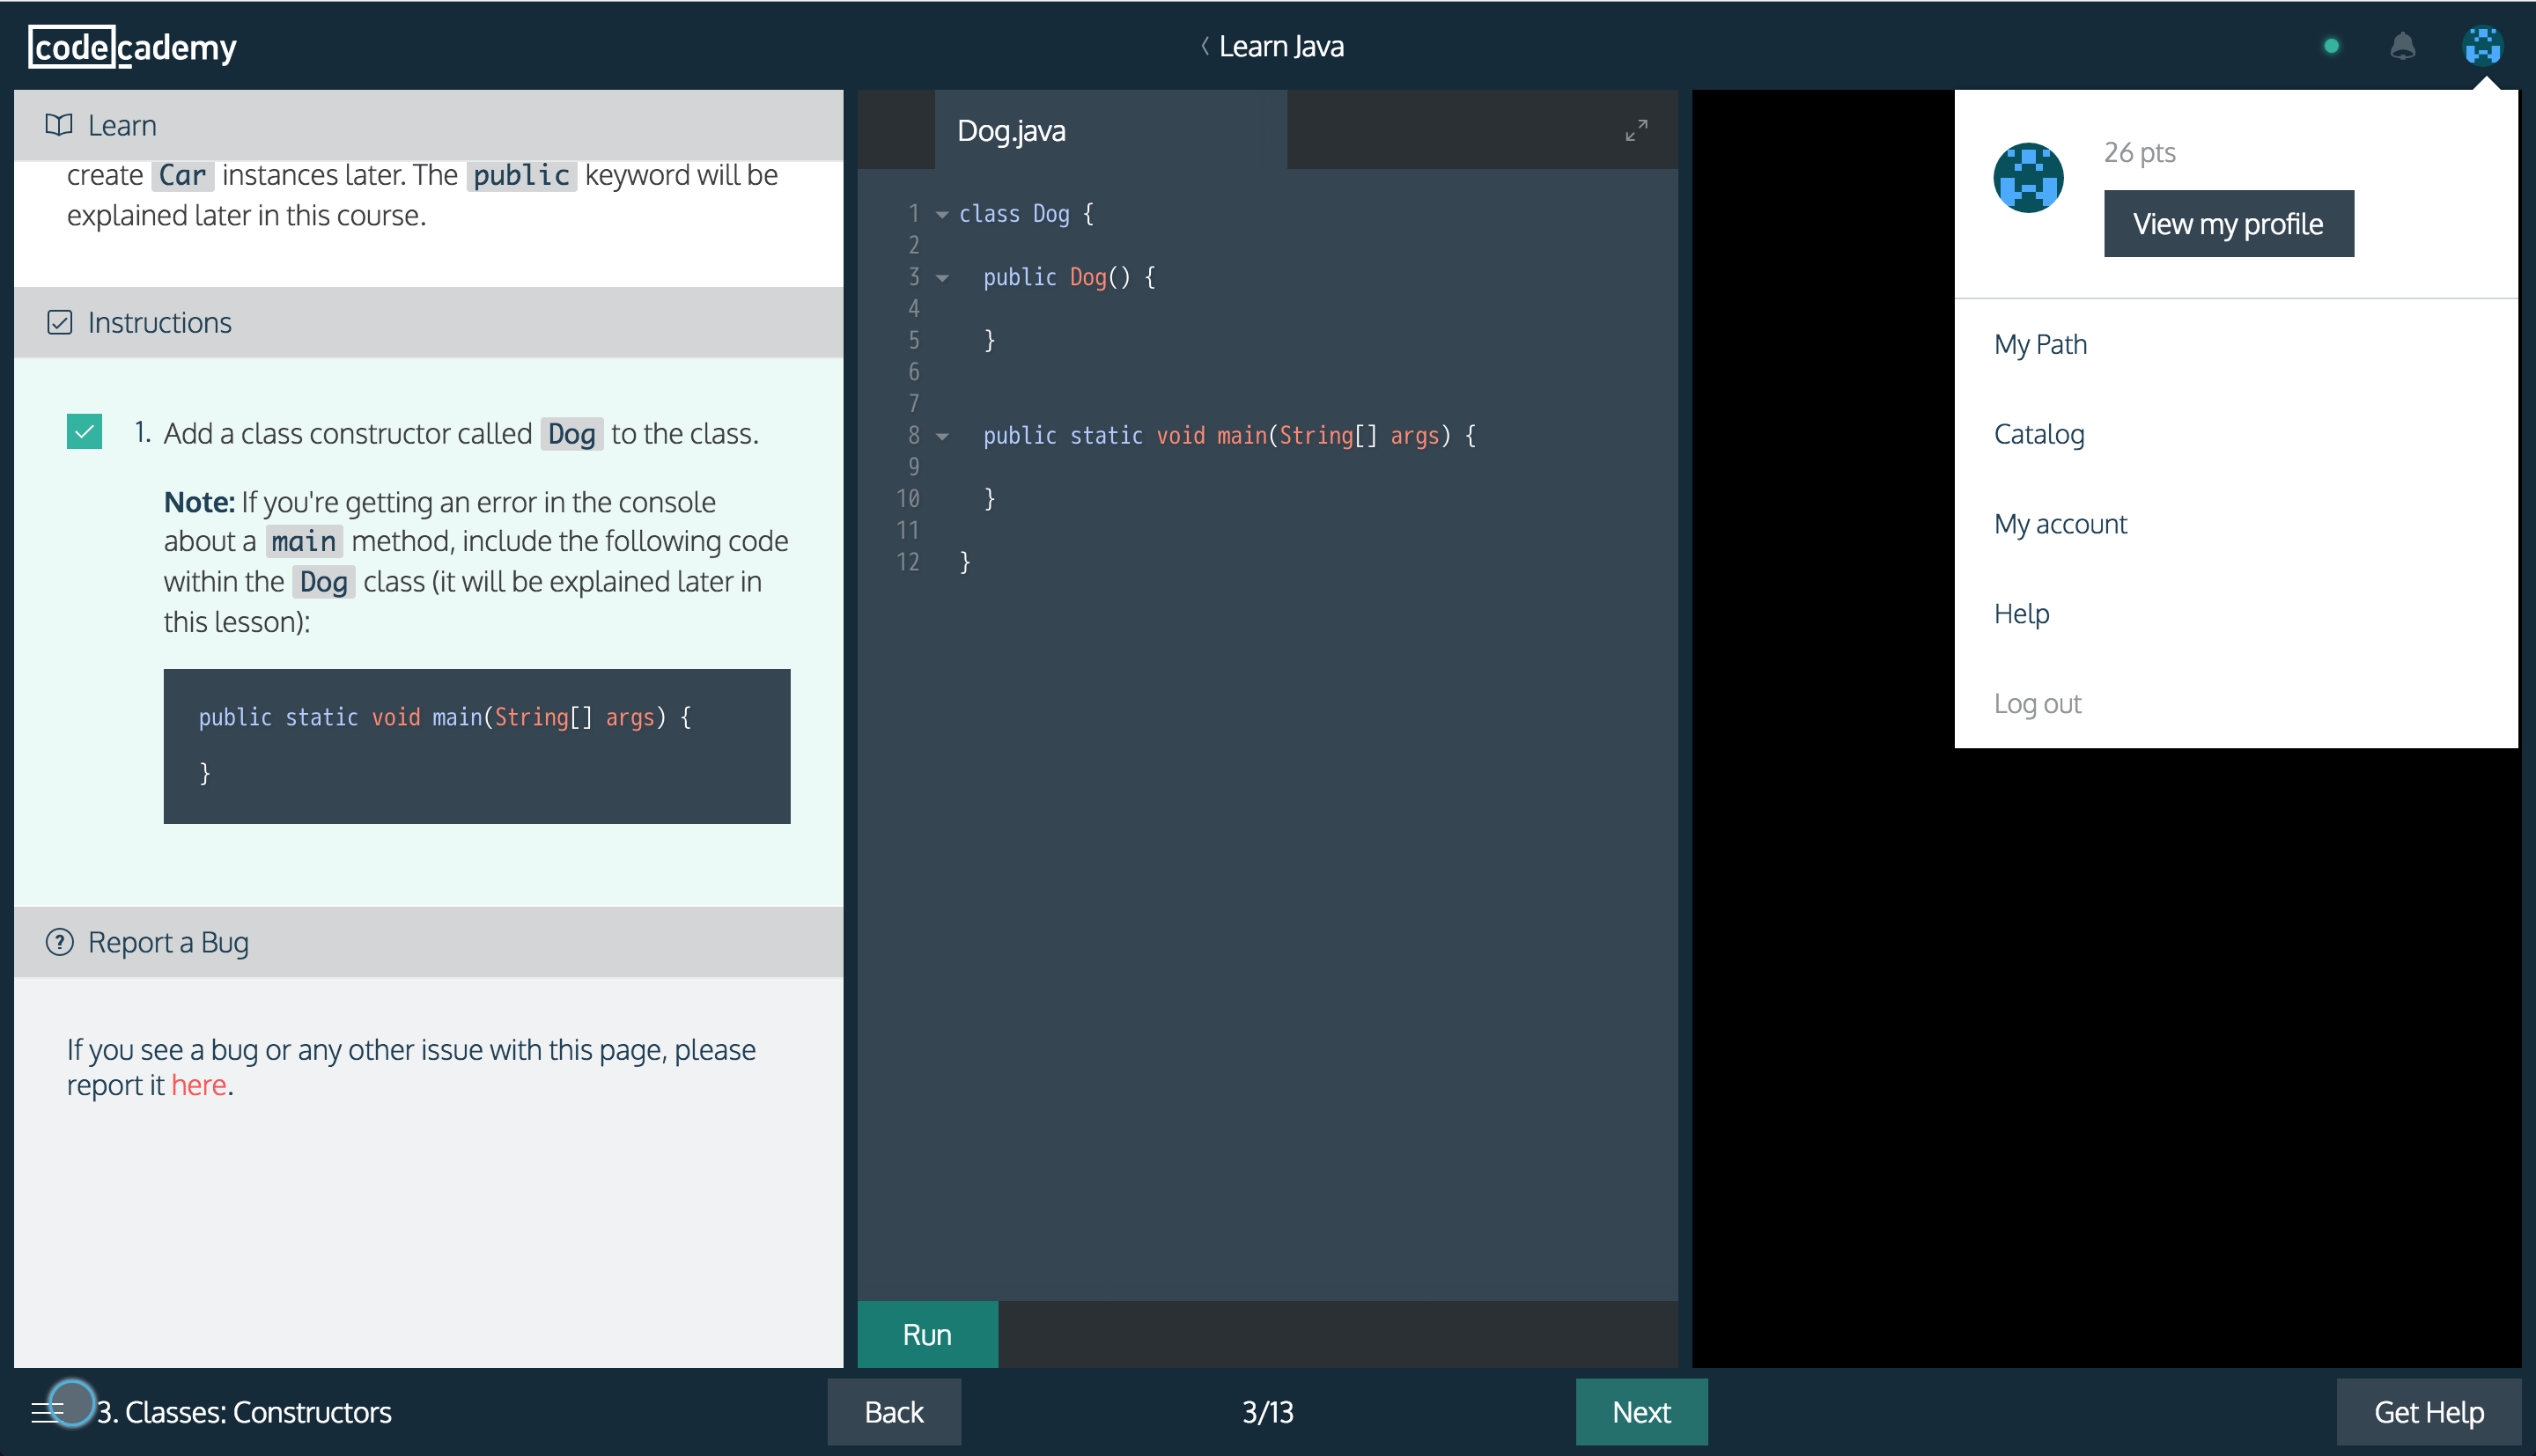 codecademy
Learn Java
Learn
create Car instances later. The public keyword will be
explained later in this course.
Instructions
1. Add a class constructor called Dog to the class.
Note: If you're getting an error in the console
about a main method, include the following code
within the Dog class (it will be explained later in
this lesson):
public static void main(String[] args) {
}
Report a Bug
If you see a bug or any other issue with this page, please
report it here.
Dog.java
1 class Dog {
2
3 public Dog() {
4
5 }
6
7
8 public static void main(String[] args) {
9
10 }
11
12 }
Run
26 pts
View my profile
My Path
Catalog
My account
Help
Log out
3. Classes: Constructors
Back
3/13
Next
Get Help